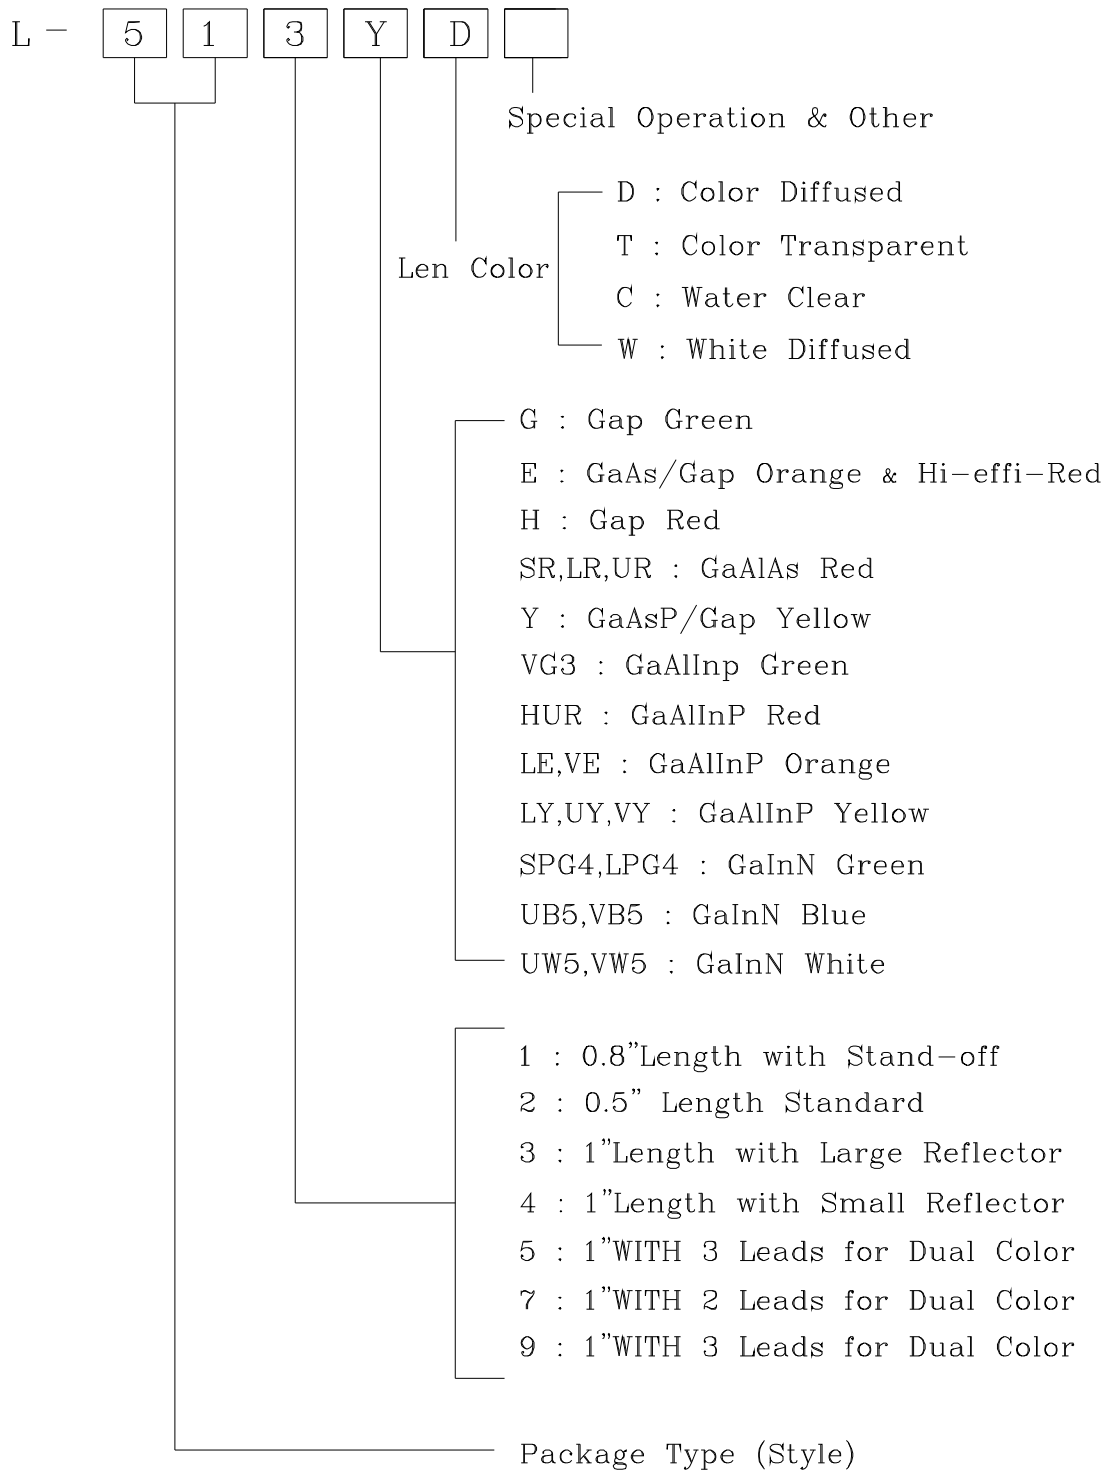 L- 5 1 3 Y D
Special Operation & Other
D : Color Diffused
T : Color Transparent
Len Color
C : Water Clear
W : White Diffused
G : Gap Green
E : GaAs/Gap Orange & Hi-effi-Red
H : Gap Red
SR,LR,UR : GaAlAs Red
Y : GaAsP/Gap Yellow
VG3 : GaAlInp Green
HUR : GaAlInP Red
LE,VE : GaAlInP Orange
LY,UY,VY : GaAlInP Yellow
SPG4,LPG4 : GaInN Green
UB5,VB5 : GaInN Blue
UW5,VW5 : GaInN White
1 : 0.8"Length with Stand-off
2 : 0.5" Length Standard
3 : 1"Length with Large Reflector
4 : 1"Length with Small Reflector
5 : 1"WITH 3 Leads for Dual Color
7 : 1"WITH 2 Leads for Dual Color
9 : 1"WITH 3 Leads for Dual Color
Package Type (Style)